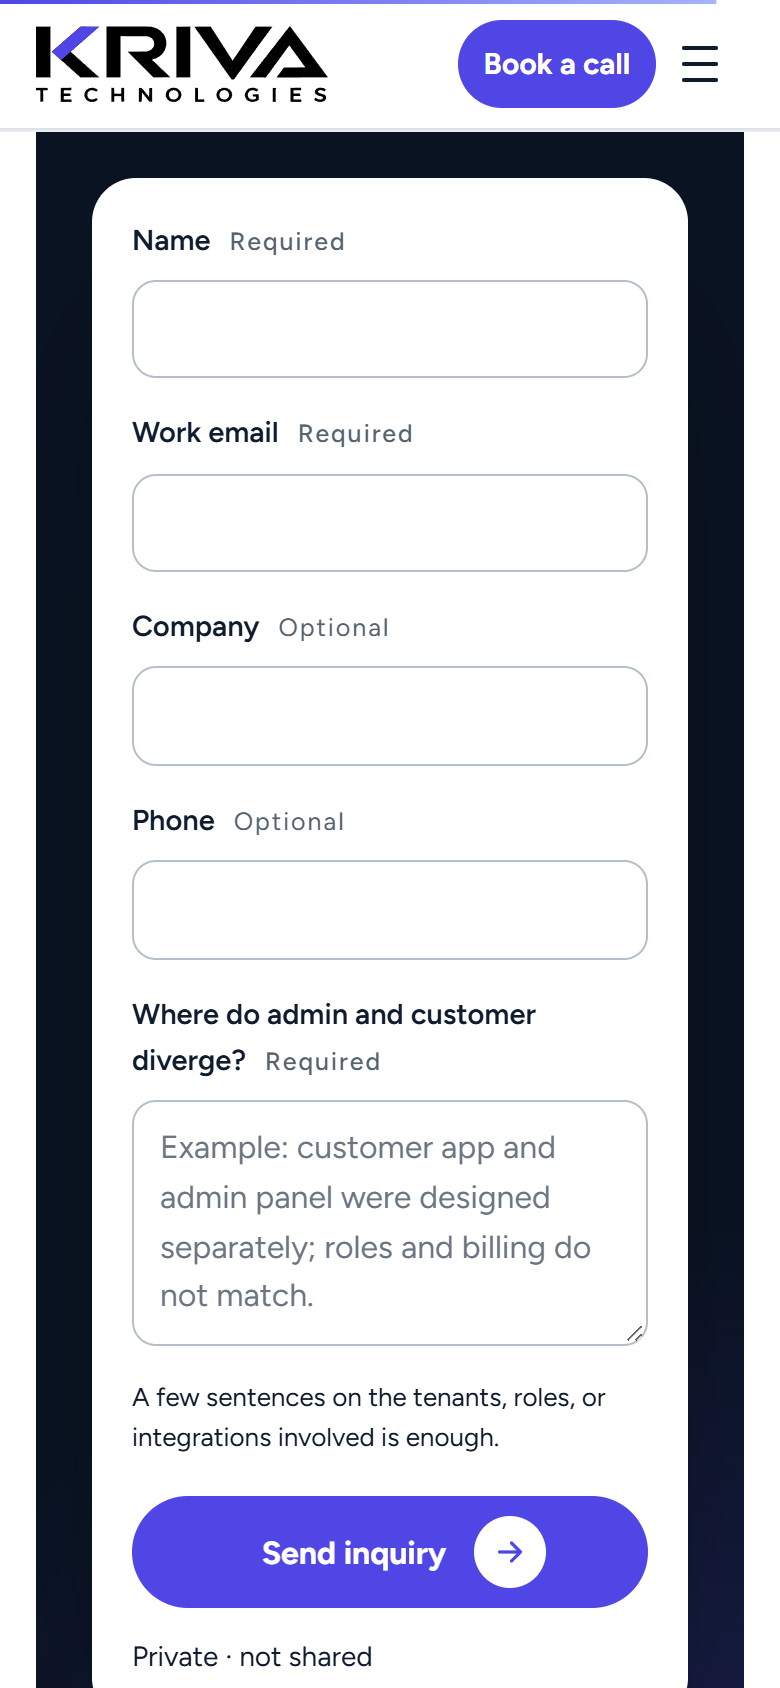 KRIVA
TECHNOLOGIES
Book a call
Name Required
Work email Required
Company Optional
Phone Optional
Where do admin and customer
diverge? Required
Example: customer app and
admin panel were designed
separately; roles and billing do
not match.
A few sentences on the tenants, roles, or
integrations involved is enough.
Send inquiry
Private · not shared